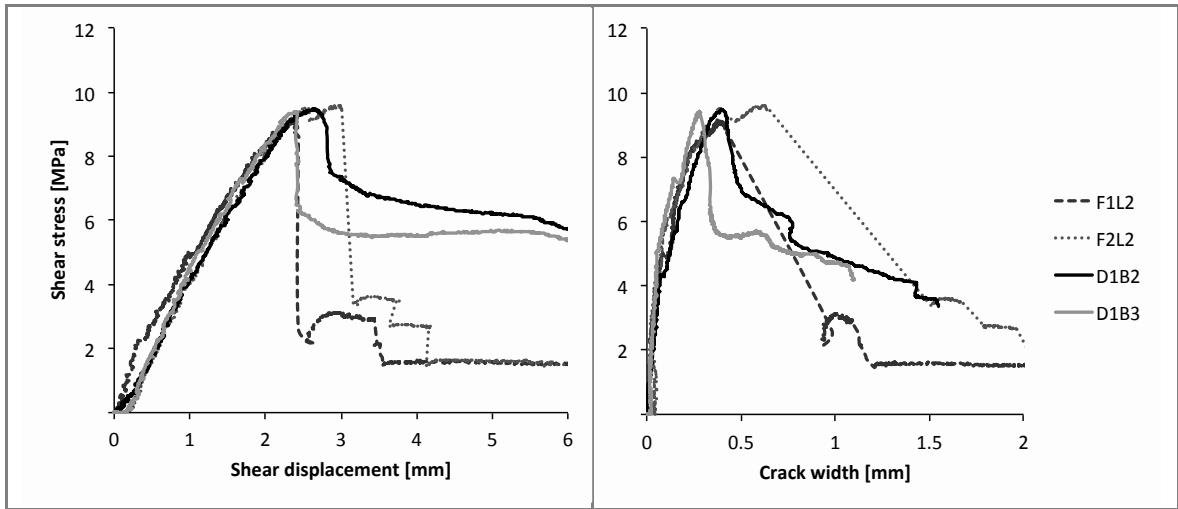 12
10
8
6
4
2
Shear stress [MPa]
0 1 2 3 4 5 6
Shear displacement [mm]
12
10
8
6
4
2
0 0.5 1 1.5 2
Crack width [mm]
F1L2
F2L2
D1B2
D1B3